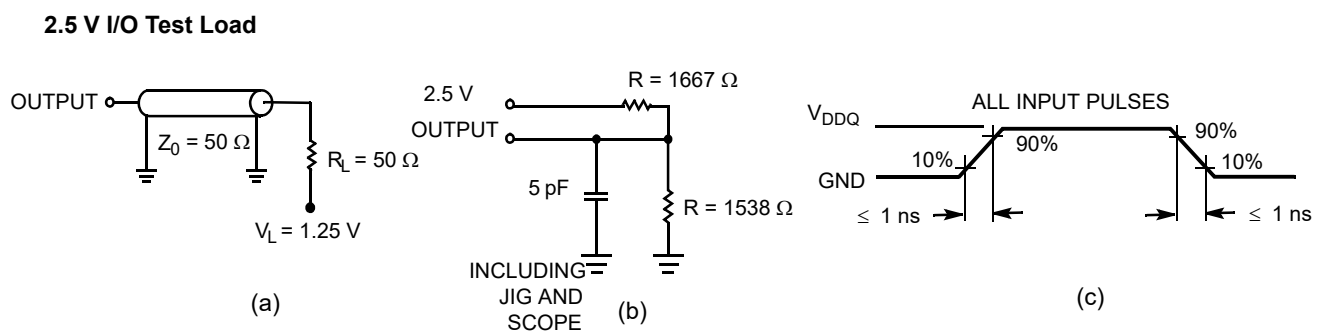 2.5 V I/O Test Load
OUTPUT
Z0 = 50 Ω
RL = 50 Ω
VL = 1.25 V
(a)
R = 1667 Ω
2.5 V
OUTPUT
5 pF
R = 1538 Ω
INCLUDING
JIG AND
SCOPE
(b)
ALL INPUT PULSES
VDDQ
GND
10%
90%
90%
10%
≤ 1 ns
≤ 1 ns
(c)